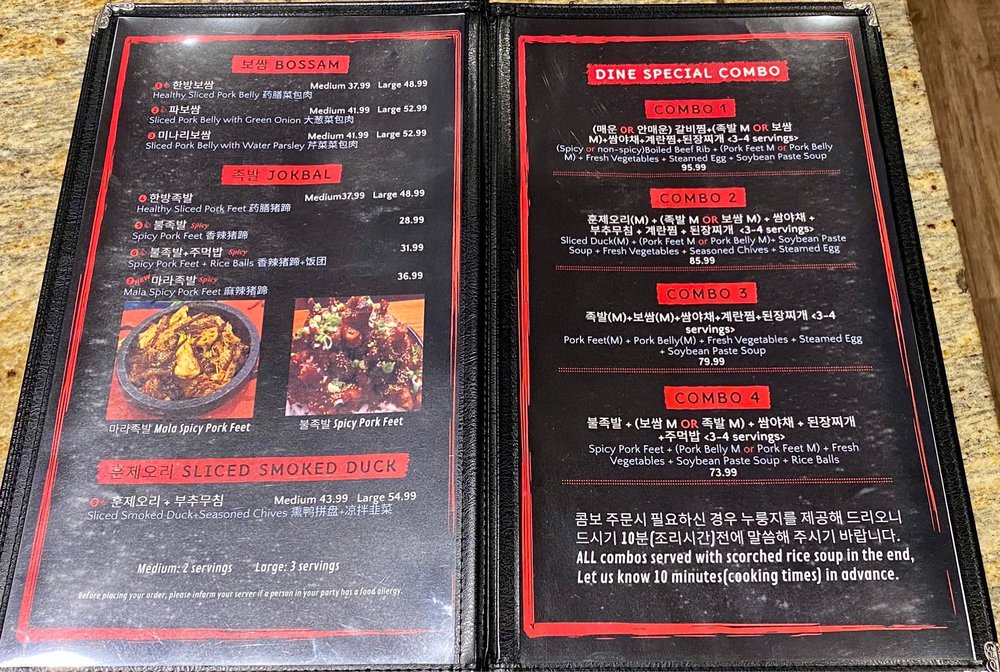 보쌈 BOSSAM
1 한방보쌈 Medium 37.99 Large 48.99
Healthy Sliced Pork Belly 药膳菜包肉
2 파보쌈 Medium 41.99 Large 52.99
Sliced Pork Belly with Green Onion 大葱菜包肉
3 미나리보쌈 Medium 41.99 Large 52.99
Sliced Pork Belly with Water Parsley 芹菜菜包肉
족발 JOKBAL
4 한방족발 Medium37.99 Large 48.99
Healthy Sliced Pork Feet 药膳猪蹄
5 불족발 Spicy 28.99
Spicy Pork Feet 香辣猪蹄
6 불족발+주먹밥 Spicy 31.99
Spicy Pork Feet + Rice Balls 香辣猪蹄+饭团
7 NEW 마라족발 Spicy 36.99
Mala Spicy Pork Feet 麻辣猪蹄
마라족발 Mala Spicy Pork Feet
불족발 Spicy Pork Feet
훈제오리 SLICED SMOKED DUCK
훈제오리 + 부추무침 Medium 43.99 Large 54.99
Sliced Smoked Duck+Seasoned Chives 熏鸭拼盘+凉拌韭菜
Medium: 2 servings Large: 3 servings
Before placing your order, please inform your server if a person in your party has a food allergy.
DINE SPECIAL COMBO
COMBO 1
(매운 OR 안매운) 갈비찜+(족발 M OR 보쌈
M)+쌈야채+계란찜+된장찌개 <3-4 servings>
(Spicy or non-spicy)Boiled Beef Rib + (Pork Feet M or Pork Belly
M) + Fresh Vegetables + Steamed Egg + Soybean Paste Soup
95.99
COMBO 2
훈제오리(M) + (족발 M OR 보쌈 M) + 쌈야채 +
부추무침 + 계란찜 + 된장찌개 <3-4 servings>
Sliced Duck(M) + (Pork Feet M or Pork Belly M)+ Soybean Paste
Soup + Fresh Vegetables + Seasoned Chives + Steamed Egg
85.99
COMBO 3
족발(M)+보쌈(M)+쌈야채+계란찜+된장찌개 <3-4
servings>
Pork Feet(M) + Pork Belly(M) + Fresh Vegetables + Steamed Egg
+ Soybean Paste Soup
79.99
COMBO 4
불족발 + (보쌈 M OR 족발 M) + 쌈야채 + 된장찌개
+주먹밥 <3-4 servings>
Spicy Pork Feet + (Pork Belly M or Pork Feet M) + Fresh
Vegetables + Soybean Paste Soup + Rice Balls
73.99
콤보 주문시 필요하신 경우 누룽지를 제공해 드리오니
드시기 10분(조리시간)전에 말씀해 주시기 바랍니다.
ALL combos served with scorched rice soup in the end,
Let us know 10 minutes(cooking times) in advance.